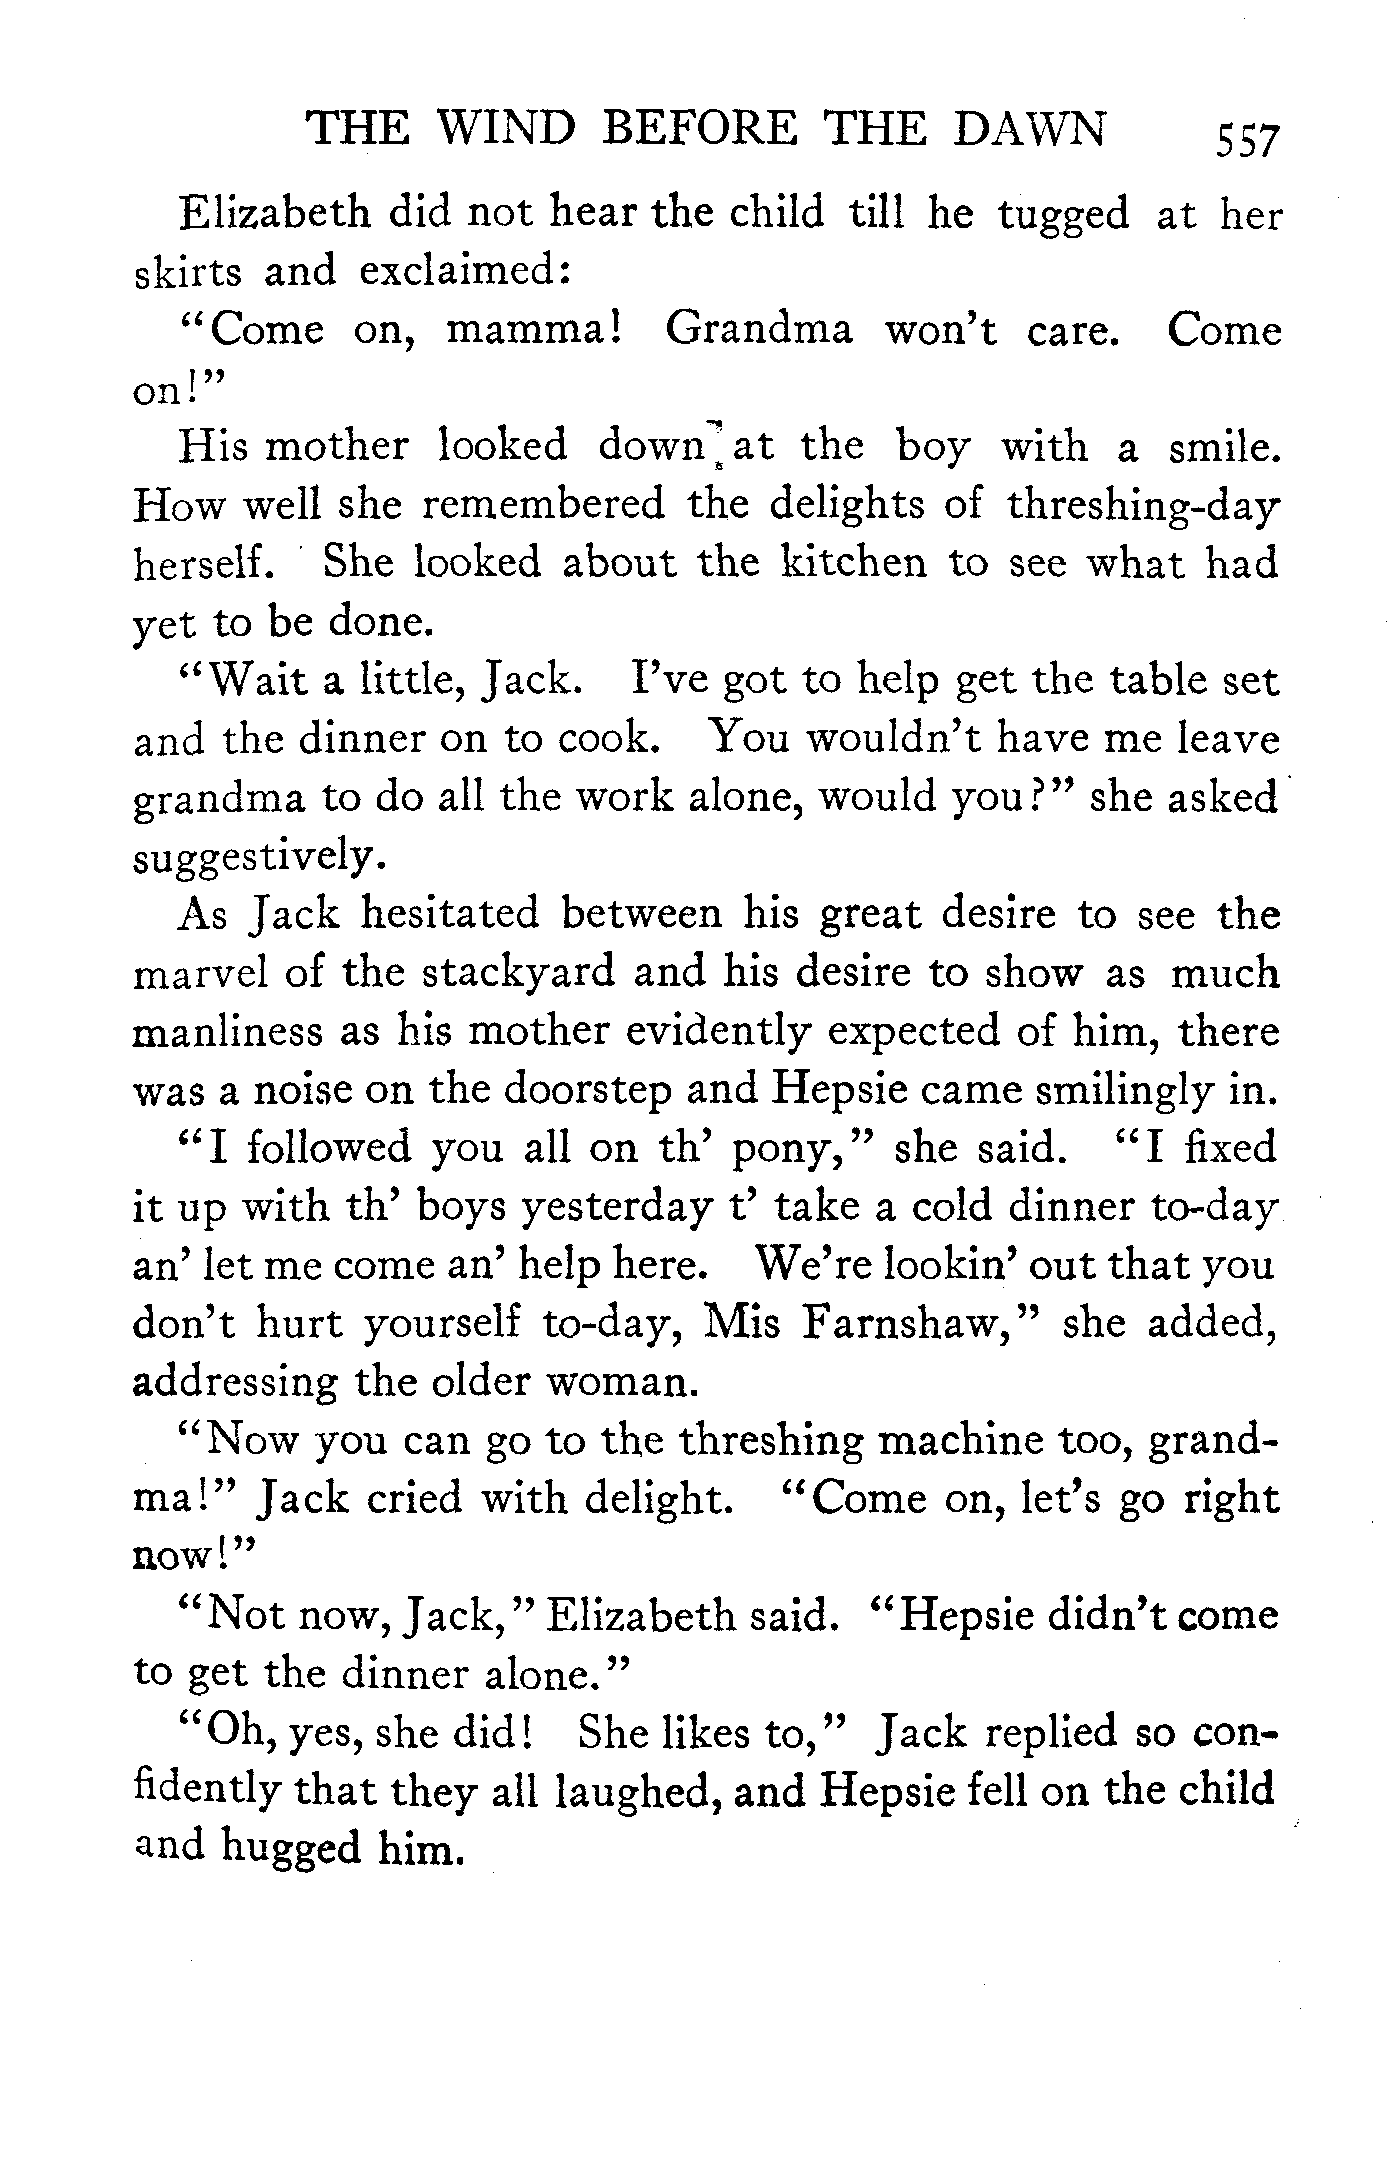 THE WIND BEFORE THE DAWN 557
Elizabeth did not hear the child till he tugged at her
skirts and exclaimed:
“Come on, mamma! Grandma won’t care. Come
on!”
His mother looked down at the boy with a smile.
How well she remembered the delights of threshing-day
herself. She looked about the kitchen to see what had
yet to be done.
“Wait a little, Jack. I’ve got to help get the table set
and the dinner on to cook. You wouldn’t have me leave
grandma to do all the work alone, would you?” she asked
suggestively.
As Jack hesitated between his great desire to see the
marvel of the stackyard and his desire to show as much
manliness as his mother evidently expected of him, there
was a noise on the doorstep and Hepsie came smilingly in.
“I followed you all on th’ pony,” she said. “I fixed
it up with th’ boys yesterday t’ take a cold dinner to-day
an’ let me come an’ help here. We’re lookin’ out that you
don’t hurt yourself to-day, Mis Farnshaw,” she added,
addressing the older woman.
“Now you can go to the threshing machine too, grand-
ma!” Jack cried with delight. “Come on, let’s go right
now!”
“Not now, Jack,” Elizabeth said. “Hepsie didn’t come
to get the dinner alone.”
“Oh, yes, she did! She likes to,” Jack replied so con-
fidently that they all laughed, and Hepsie fell on the child
and hugged him.